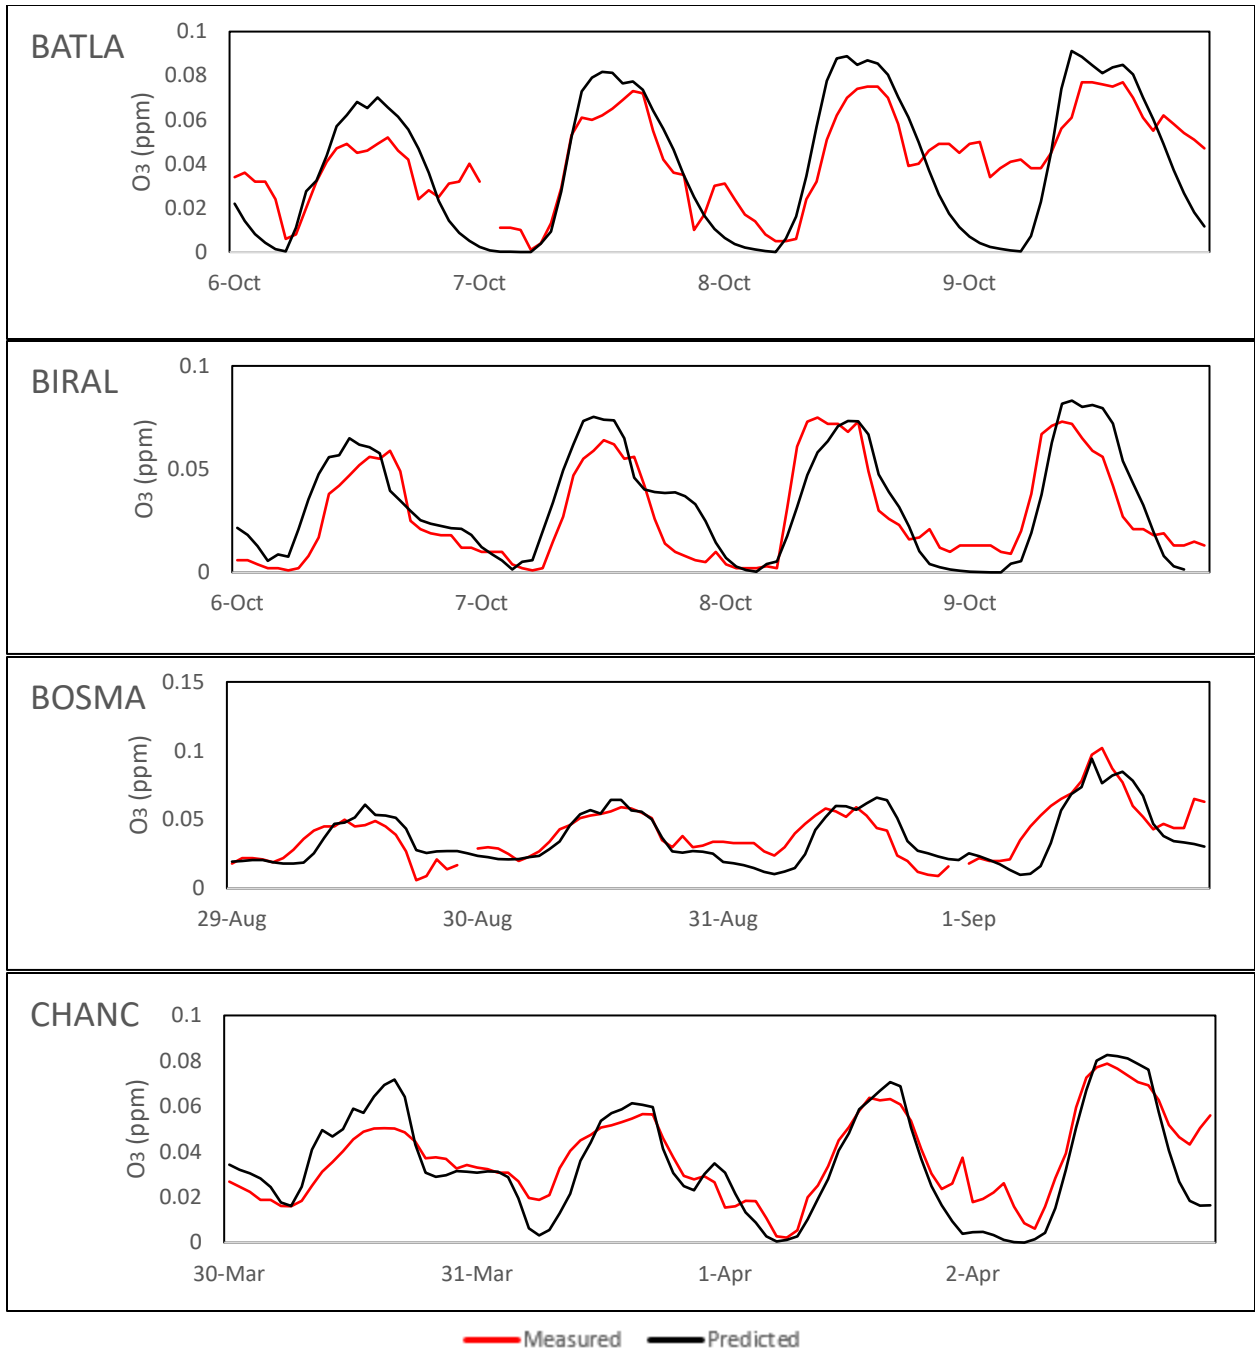 BATLA
O3 (ppm)
0.1
0.08
0.06
0.04
0.02
0
6-Oct 7-Oct 8-Oct 9-Oct
BIRAL
O3 (ppm)
0.1
0.05
0
6-Oct 7-Oct 8-Oct 9-Oct
BOSMA
O3 (ppm)
0.15
0.1
0.05
0
29-Aug 30-Aug 31-Aug 1-Sep
CHANC
O3 (ppm)
0.1
0.08
0.06
0.04
0.02
0
30-Mar 31-Mar 1-Apr 2-Apr
Measured Predicted